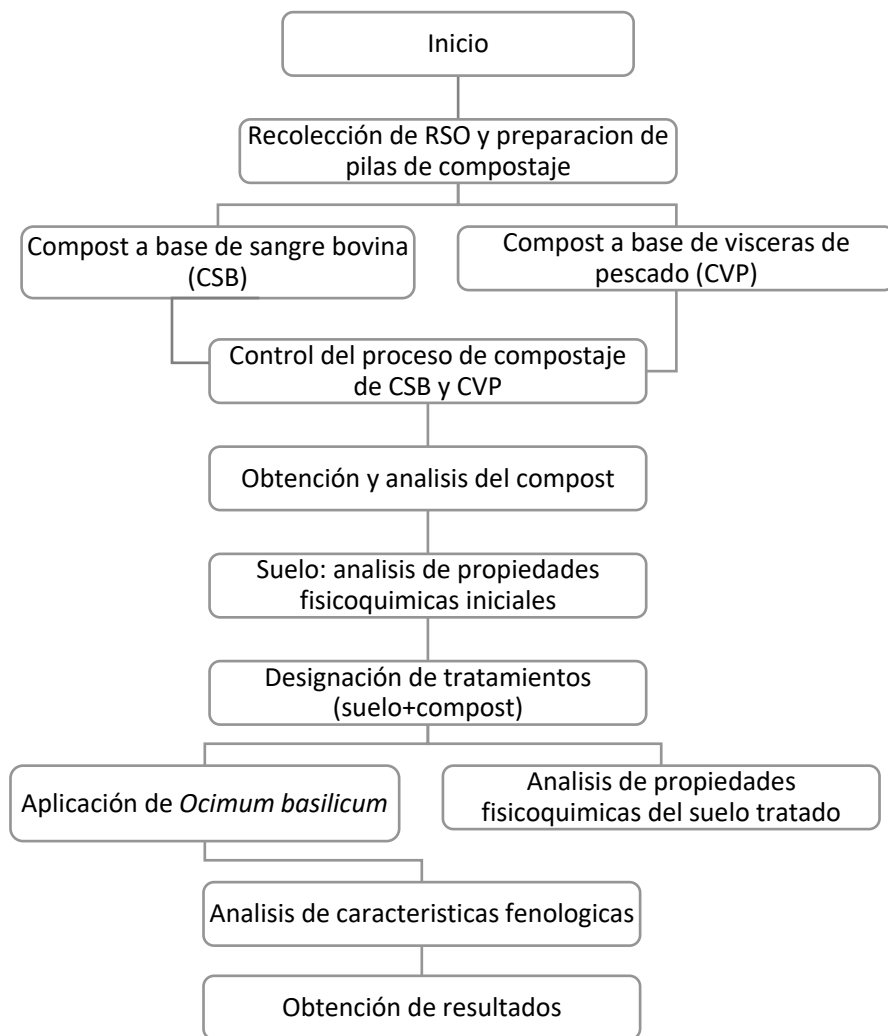 Inicio
Recolección de RSO y preparacion de
pilas de compostaje
Compost a base de sangre bovina
(CSB)
Compost a base de visceras de
pescado (CVP)
Control del proceso de compostaje
de CSB y CVP
Obtención y analisis del compost
Suelo: analisis de propiedades
fisicoquimicas iniciales
Designación de tratamientos
(suelo+compost)
Aplicación de Ocimum basilicum
Analisis de propiedades
fisicoquimicas del suelo tratado
Analisis de caracteristicas fenologicas
Obtención de resultados